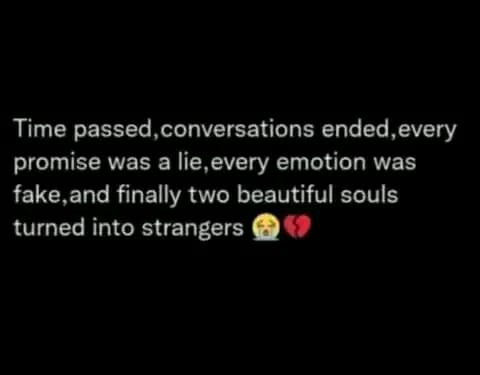 Time passed,conversations ended,every
promise was a lie,every emotion was
fake,and finally two beautiful souls
turned into strangers 😭💔